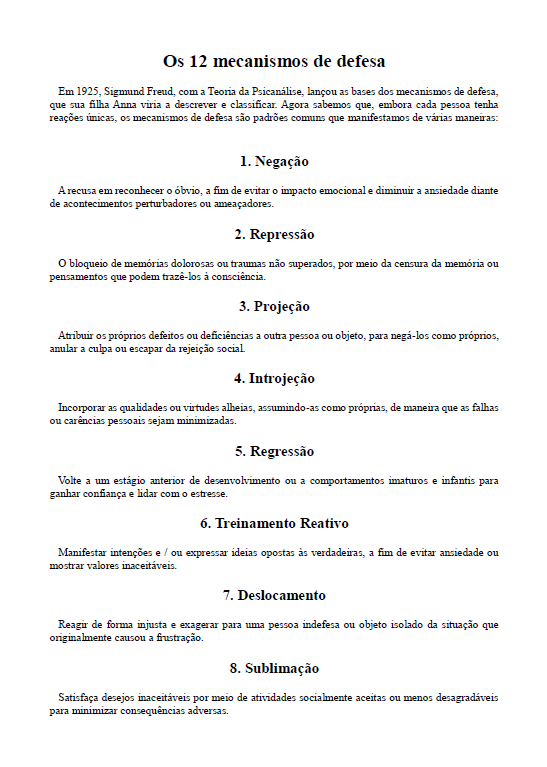 Os 12 mecanismos de defesa
Em 1925, Sigmund Freud, com a Teoria da Psicanálise, lançou as bases dos mecanismos de defesa,
que sua filha Anna viria a descrever e classificar. Agora sabemos que, embora cada pessoa tenha
reações únicas, os mecanismos de defesa são padrões comuns que manifestamos de várias maneiras:
1. Negação
A recusa em reconhecer o óbvio, a fim de evitar o impacto emocional e diminuir a ansiedade diante
de acontecimentos perturbadores ou ameaçadores.
2. Repressão
O bloqueio de memórias dolorosas ou traumas não superados, por meio da censura da memória ou
pensamentos que podem trazê-los à consciência.
3. Projeção
Atribuir os próprios defeitos ou deficiências a outra pessoa ou objeto, para negá-los como próprios,
anular a culpa ou escapar da rejeição social.
4. Introjeção
Incorporar as qualidades ou virtudes alheias, assumindo-as como próprias, de maneira que as falhas
ou carências pessoais sejam minimizadas.
5. Regressão
Volte a um estágio anterior de desenvolvimento ou a comportamentos imaturos e infantis para
ganhar confiança e lidar com o estresse.
6. Treinamento Reativo
Manifestar intenções e / ou expressar ideias opostas às verdadeiras, a fim de evitar ansiedade ou
mostrar valores inaceitáveis.
7. Deslocamento
Reagir de forma injusta e exagerar para uma pessoa indefesa ou objeto isolado da situação que
originalmente causou a frustração.
8. Sublimação
Satisfaça desejos inaceitáveis por meio de atividades socialmente aceitas ou menos desagradáveis
para minimizar consequências adversas.